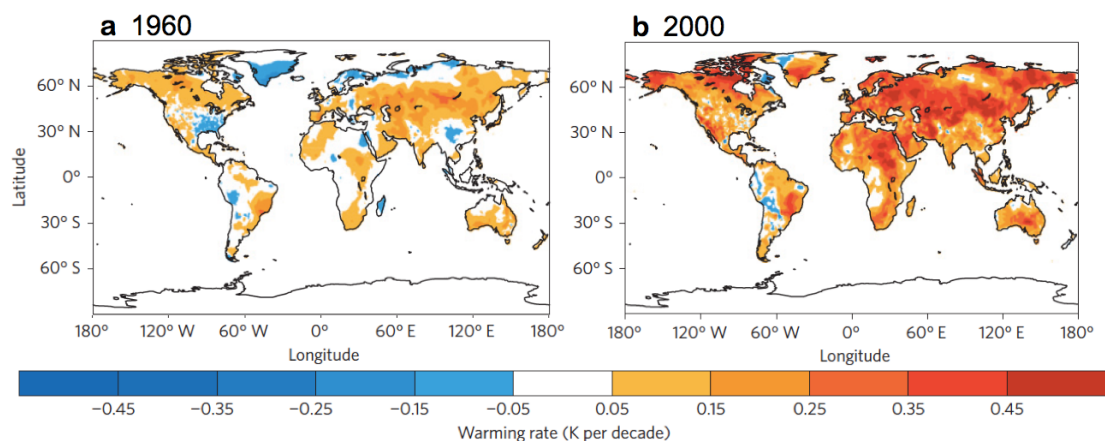 a 1960
b 2000
60° N
30° N
0°
30° S
60° S
Latitude
180° 120° W 60° W 0° 60° E 120° E 180°
Longitude
60° N
30° N
0°
30° S
60° S
180° 120° W 60° W 0° 60° E 120° E 180°
Longitude
−0.45 −0.35 −0.25 −0.15 −0.05 0.05 0.15 0.25 0.35 0.45
Warming rate (K per decade)